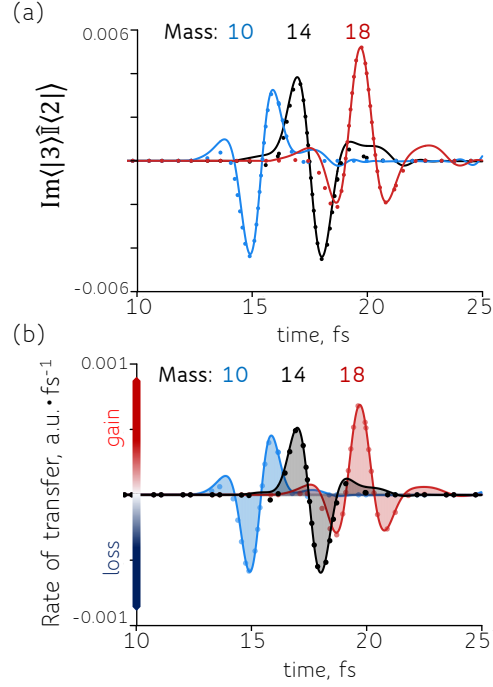 (a)
0.006
Mass: 10 14 18
Im⟨|3⟩𝕀̂⟨2|⟩
-0.006
10 15 20 25
time, fs
(b)
0.001
Mass: 10 14 18
gain
loss
Rate of transfer, a.u.·fs⁻¹
-0.001
10 15 20 25
time, fs